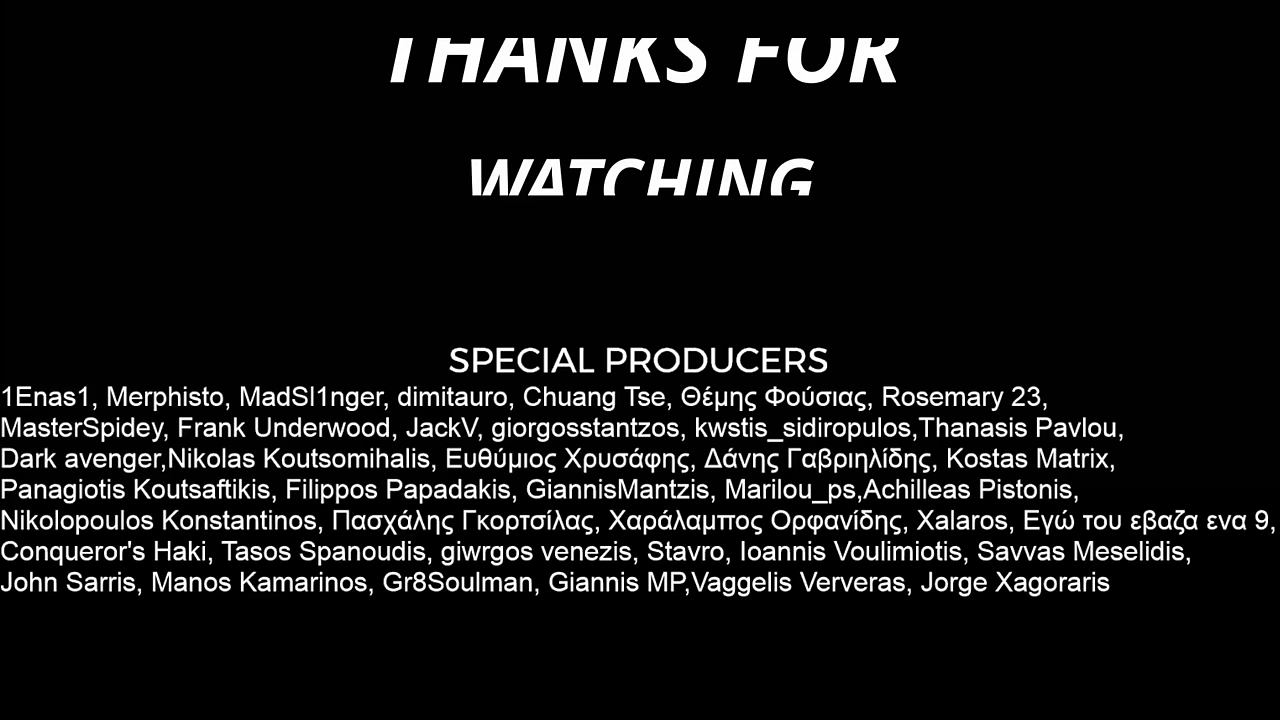 THANKS FOR
WATCHING
SPECIAL PRODUCERS
1Enas1, Merphisto, MadSl1nger, dimitauro, Chuang Tse, Θέμης Φούσιας, Rosemary 23,
MasterSpidey, Frank Underwood, JackV, giorgosstantzos, kwstis_sidiropulos,Thanasis Pavlou,
Dark avenger,Nikolas Koutsomihalis, Ευθύμιος Χρυσάφης, Δάνης Γαβριηλίδης, Kostas Matrix,
Panagiotis Koutsaftikis, Filippos Papadakis, GiannisMantzis, Marilou_ps,Achilleas Pistonis,
Nikolopoulos Konstantinos, Πασχάλης Γκορτσίλας, Χαράλαμπος Ορφανίδης, Xalaros, Εγώ του εβαζα ενα 9,
Conqueror's Haki, Tasos Spanoudis, giwrgos venezis, Stavro, Ioannis Voulimiotis, Savvas Meselidis,
John Sarris, Manos Kamarinos, Gr8Soulman, Giannis MP,Vaggelis Ververas, Jorge Xagoraris